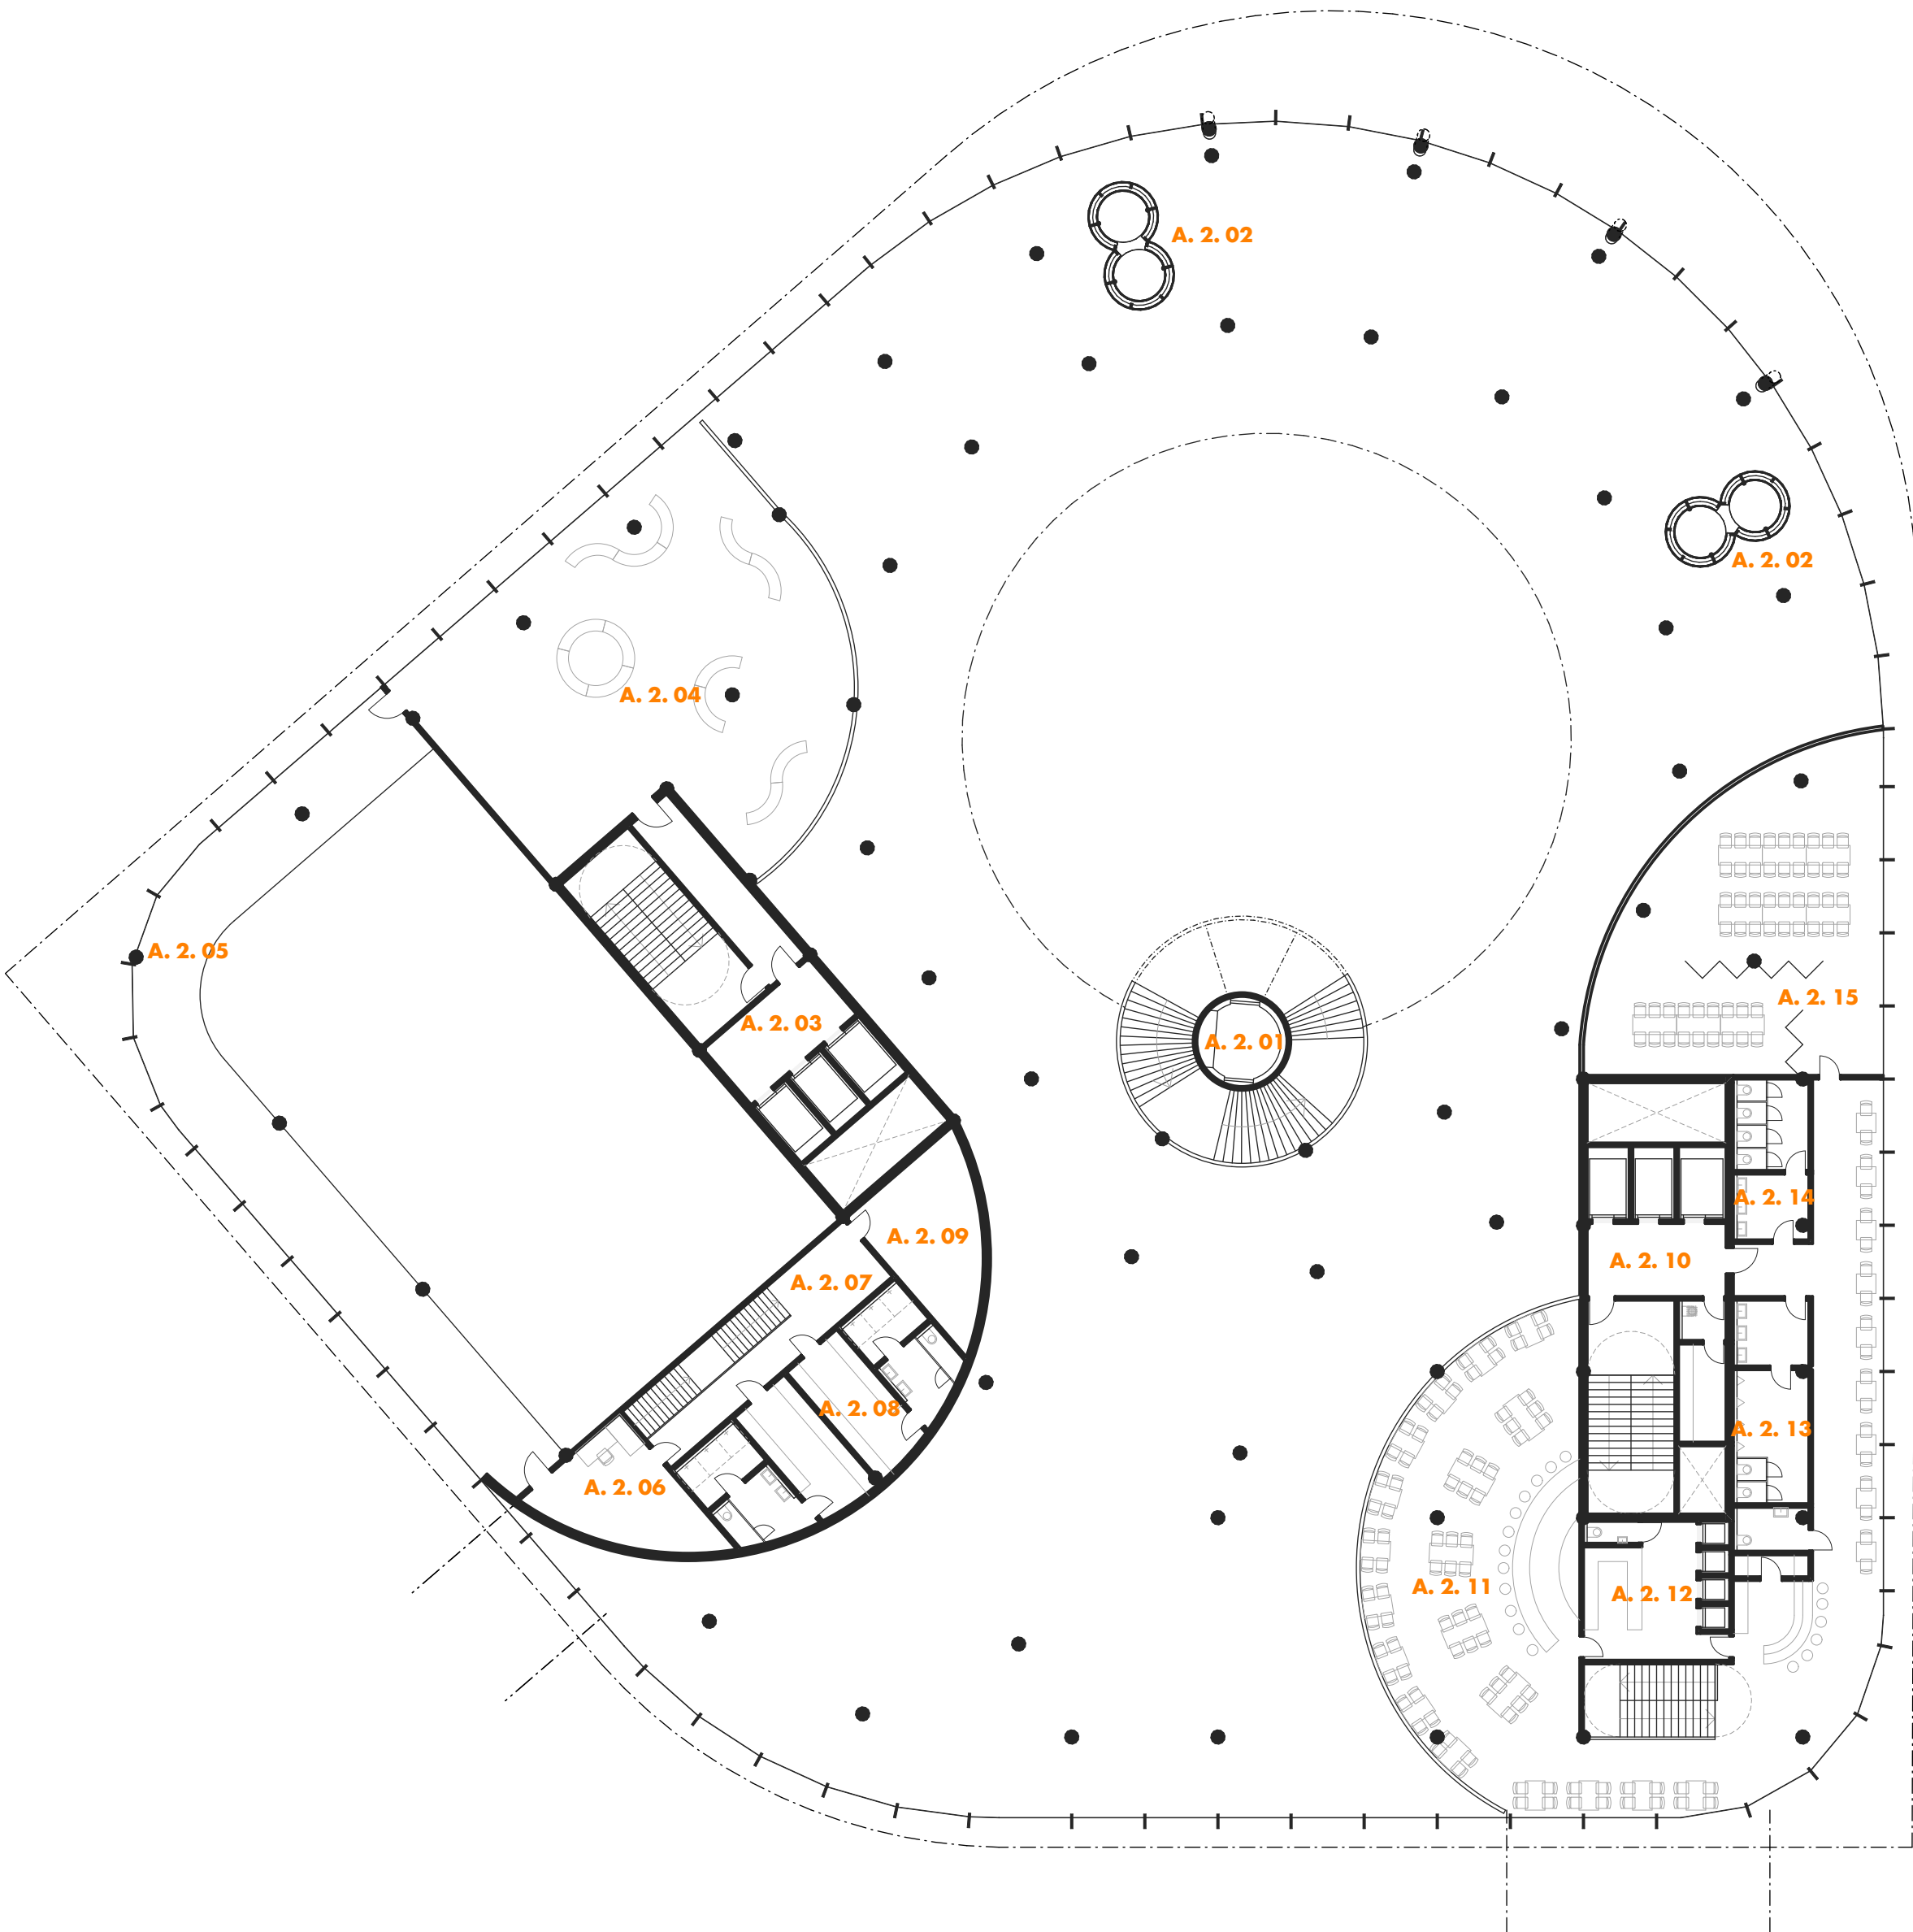 A. 2. 02
A. 2. 02
A. 2. 04
A. 2. 05
A. 2. 15
A. 2. 03
A. 2. 01
A. 2. 14
A. 2. 09
A. 2. 10
A. 2. 07
A. 2. 08
A. 2. 13
A. 2. 06
A. 2. 11
A. 2. 12